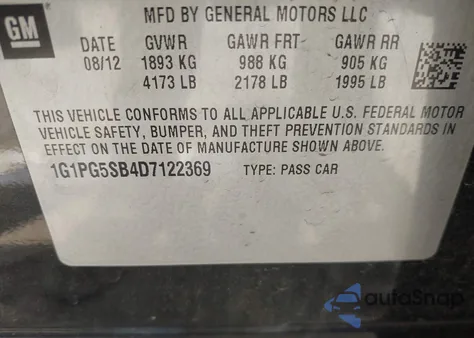 GM
MFD BY GENERAL MOTORS LLC
DATE GVWR GAWR FRT GAWR RR
08/12 1893 KG 988 KG 905 KG
4173 LB 2178 LB 1995 LB
THIS VEHICLE CONFORMS TO ALL APPLICABLE U.S. FEDERAL MOTOR
VEHICLE SAFETY, BUMPER, AND THEFT PREVENTION STANDARDS IN
EFFECT ON THE DATE OF MANUFACTURE SHOWN ABOVE.
1G1PG5SB4D7122369 TYPE: PASS CAR
autoSnap